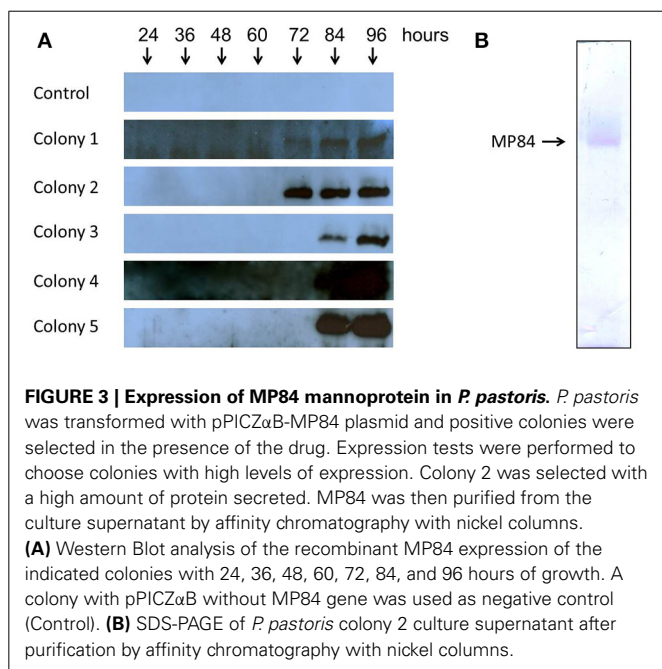 A
24 36 48 60 72 84 96 hours
B
Control
Colony 1
Colony 2
Colony 3
Colony 4
Colony 5
MP84
FIGURE 3 | Expression of MP84 mannoprotein in P. pastoris. P. pastoris
was transformed with pPICZαB-MP84 plasmid and positive colonies were
selected in the presence of the drug. Expression tests were performed to
choose colonies with high levels of expression. Colony 2 was selected with
a high amount of protein secreted. MP84 was then purified from the
culture supernatant by affinity chromatography with nickel columns.
(A) Western Blot analysis of the recombinant MP84 expression of the
indicated colonies with 24, 36, 48, 60, 72, 84, and 96 hours of growth. A
colony with pPICZαB without MP84 gene was used as negative control
(Control). (B) SDS-PAGE of P. pastoris colony 2 culture supernatant after
purification by affinity chromatography with nickel columns.